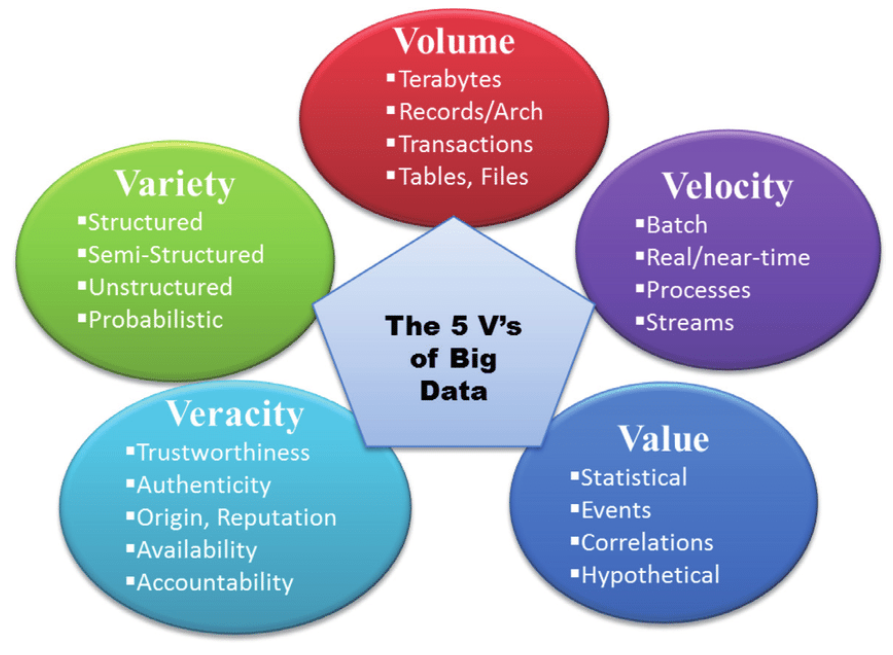 Volume
▪Terabytes
▪Records/Arch
▪Transactions
▪Tables, Files
Variety
▪Structured
▪Semi-Structured
▪Unstructured
▪Probabilistic
Velocity
▪Batch
▪Real/near-time
▪Processes
▪Streams
The 5 V’s
of Big
Data
Veracity
▪Trustworthiness
▪Authenticity
▪Origin, Reputation
▪Availability
▪Accountability
Value
▪Statistical
▪Events
▪Correlations
▪Hypothetical